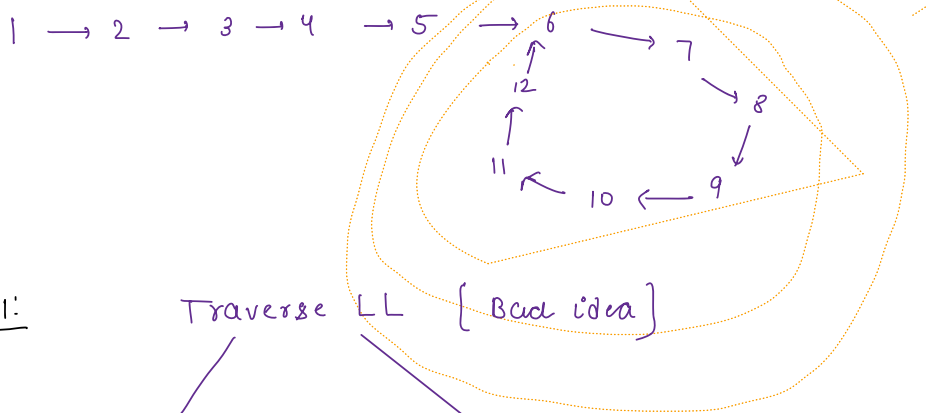 1 → 2 → 3 → 4 → 5 → 6 → 7
12
8
11
10 ← 9
1: Traverse LL [Bad idea]